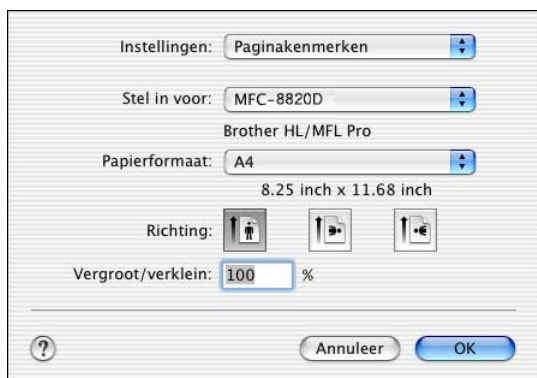 Instellingen: Paginakenmerken
Stel in voor: MFC-8820D
Brother HL/MFL Pro
Papierformaat: A4
8.25 inch x 11.68 inch
Richting:
Vergroot/verklein: 100 %
? Annuleer OK